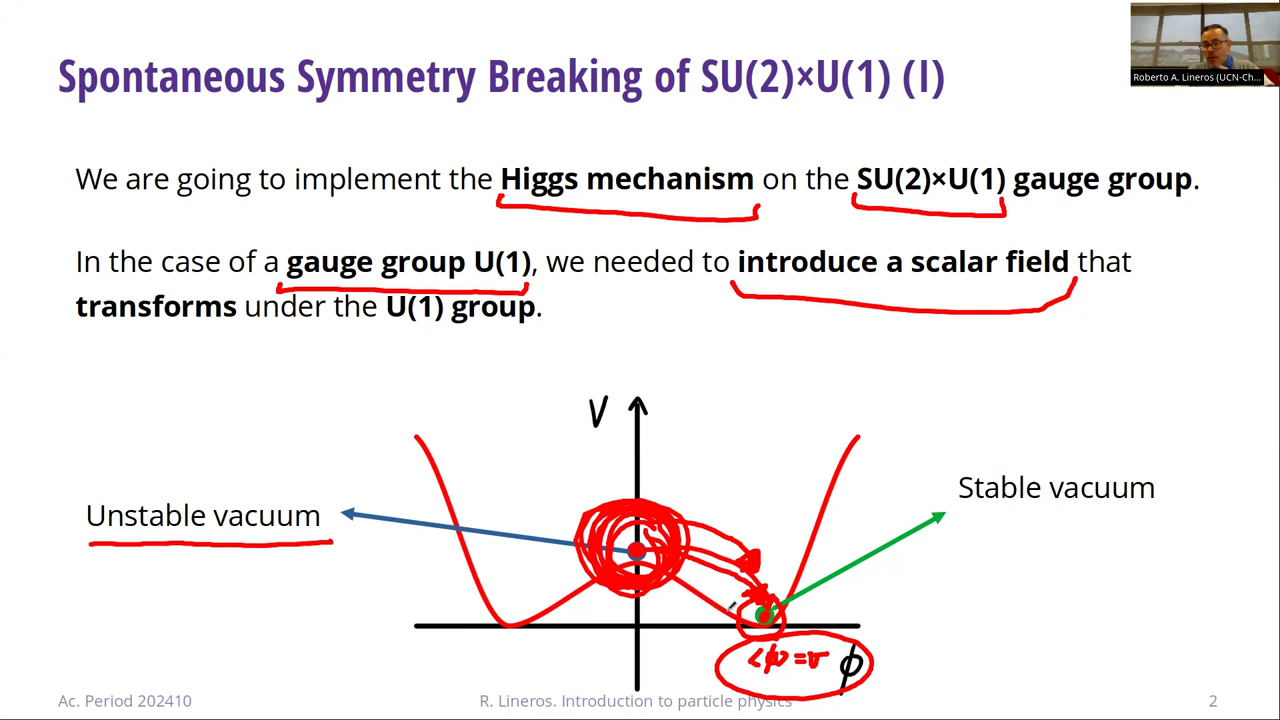 Roberto A. Lineros (UCN-Ch...
Spontaneous Symmetry Breaking of SU(2)×U(1) (I)
We are going to implement the Higgs mechanism on the SU(2)×U(1) gauge group.
In the case of a gauge group U(1), we needed to introduce a scalar field that
transforms under the U(1) group.
V
Stable vacuum
Unstable vacuum
<φ>=v
ϕ
Ac. Period 202410
R. Lineros. Introduction to particle physics
2